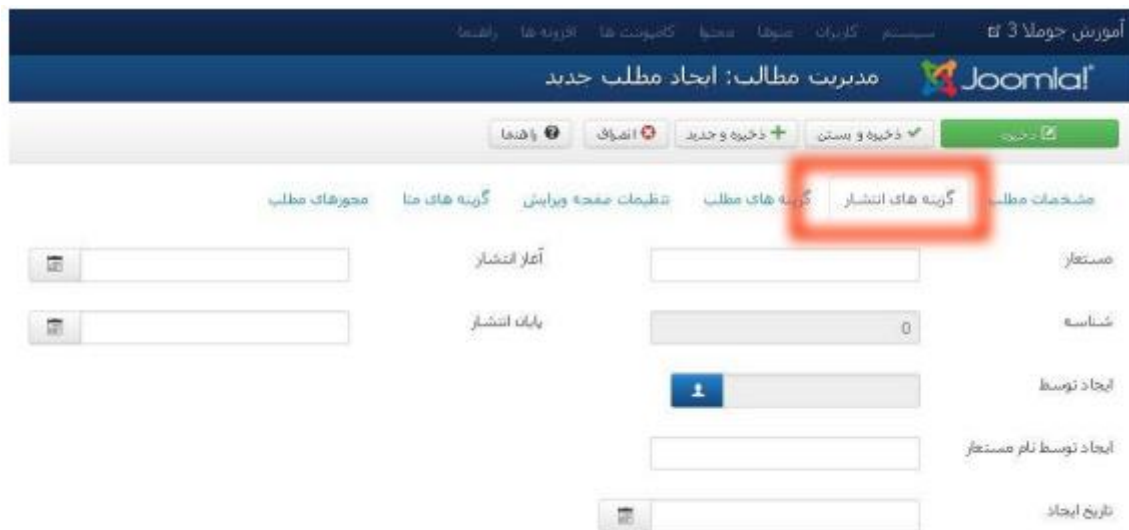 آموزش جوملا 3 سیستم کاربران منوها محتوا کامپوننت ها افزونه ها راهنما
Joomla! مدیریت مطالب: ایجاد مطلب جدید
ذخیره ذخیره و بستن ذخیره و جدید انصراف راهنما
مشخصات مطلب گزینه های انتشار گزینه های مطلب تنظیمات صفحه ویرایش گزینه های متا مجوزهای مطلب
مستعار آغاز انتشار
شناسه 0 پایان انتشار
ایجاد توسط
ایجاد توسط نام مستعار
تاریخ ایجاد